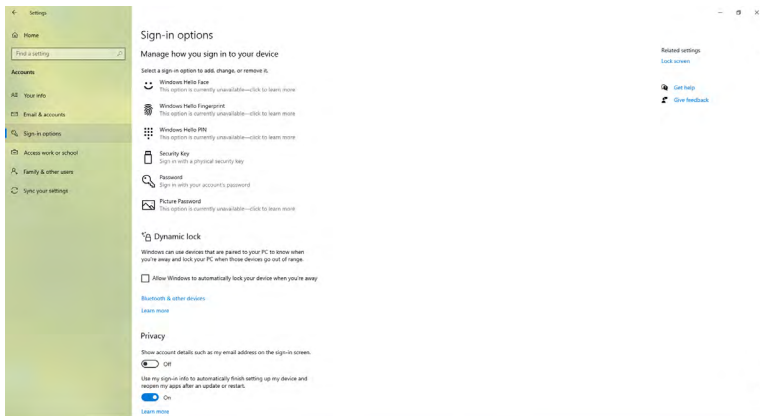 Settings
Home
Find a setting
Accounts
Your info
Email & accounts
Sign-in options
Access work or school
Family & other users
Sync your settings
Sign-in options
Manage how you sign in to your device
Select a sign-in option to add, change, or remove it.
Windows Hello Face
This option is currently unavailable—click to learn more
Windows Hello Fingerprint
This option is currently unavailable—click to learn more
Windows Hello PIN
This option is currently unavailable—click to learn more
Security Key
Sign in with a physical security key
Password
Sign in with your account's password
Picture Password
This option is currently unavailable—click to learn more
Dynamic lock
Windows can use devices that are paired to your PC to know when
you're away and lock your PC when those devices go out of range.
Allow Windows to automatically lock your device when you're away
Bluetooth & other devices
Learn more
Privacy
Show account details such as my email address on the sign-in screen.
Off
Use my sign-in info to automatically finish setting up my device and
reopen my apps after an update or restart.
On
Learn more
Related settings
Lock screen
Get help
Give feedback